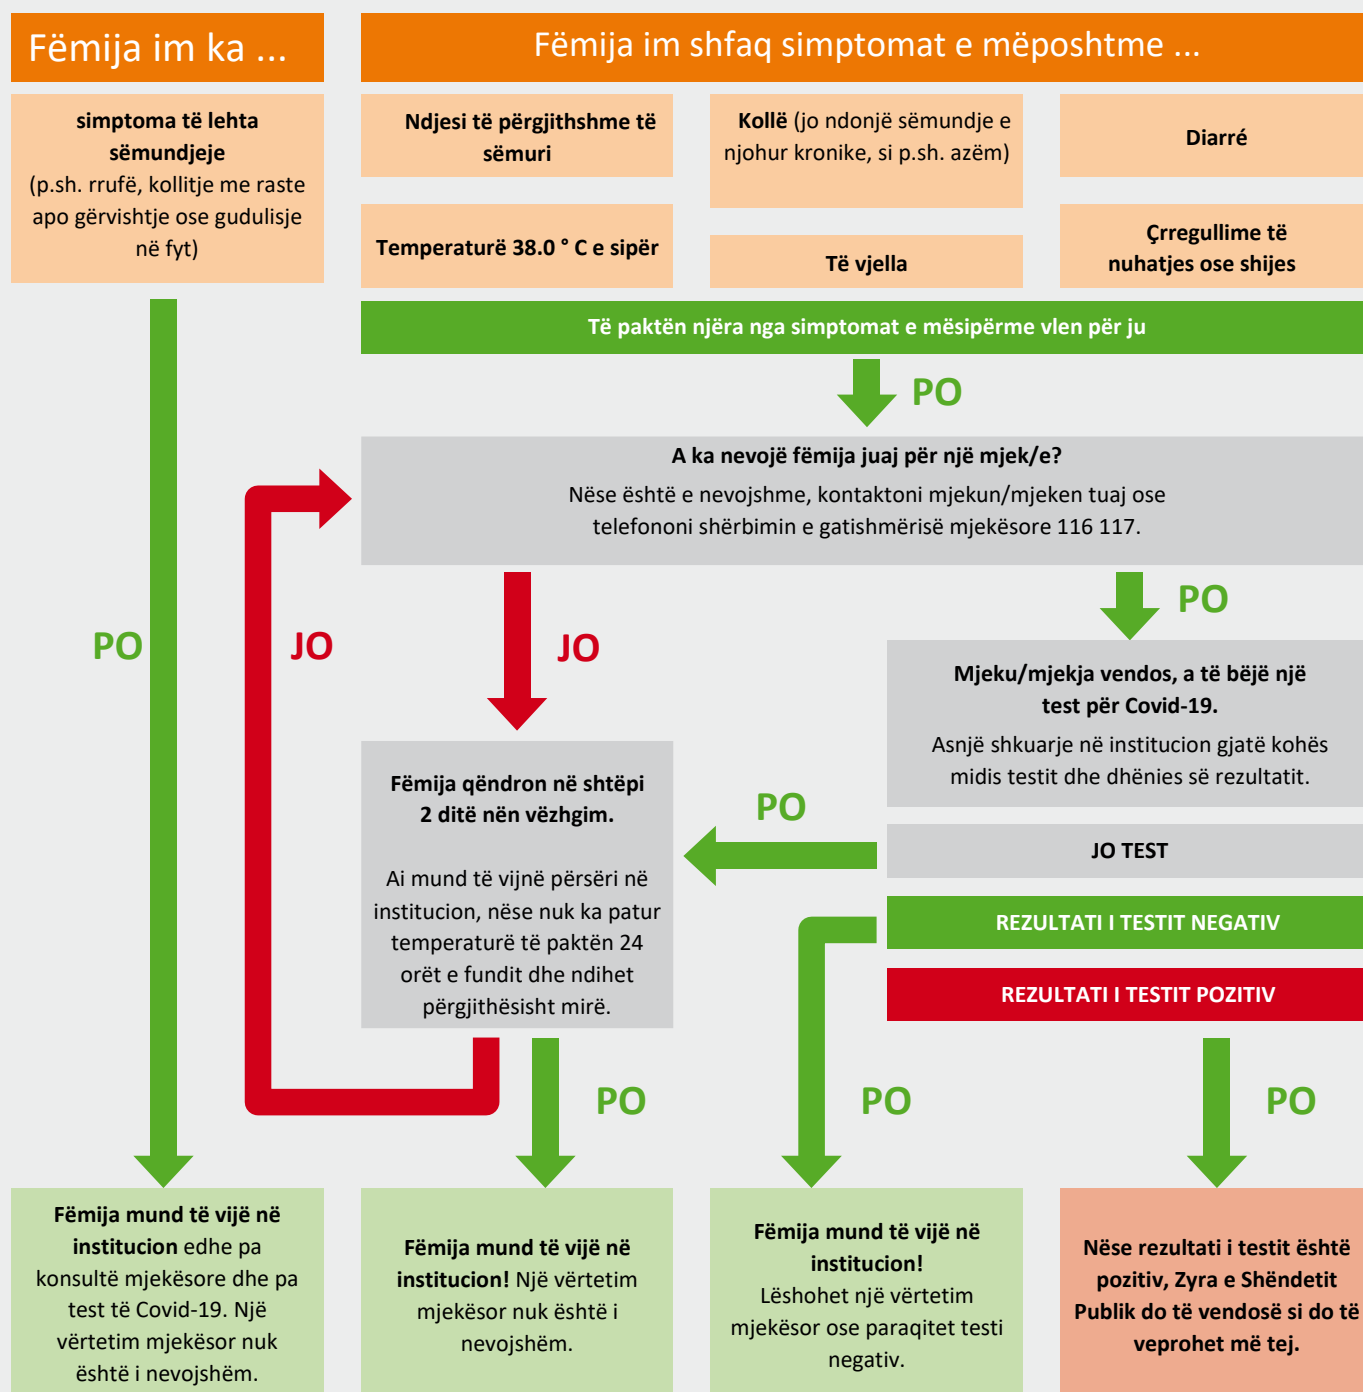 Fëmija im ka ...
simptoma të lehta
sëmundjeje
(p.sh. rrufë, kollitje me raste
apo gërvishtje ose gudulisje
në fyt)
Fëmija im shfaq simptomat e mëposhtme ...
Ndjesi të përgjithshme të
sëmuri
Kollë (jo ndonjë sëmundje e
njohur kronike, si p.sh. azëm)
Diarré
Temperaturë 38.0 ° C e sipër
Të vjella
Çrregullime të
nuhatjes ose shijes
Të paktën njëra nga simptomat e mësipërme vlen për ju
PO
A ka nevojë fëmija juaj për një mjek/e?
Nëse është e nevojshme, kontaktoni mjekun/mjeken tuaj ose
telefononi shërbimin e gatishmërisë mjekësore 116 117.
PO
PO
JO
JO
Mjeku/mjekja vendos, a të bëjë një
test për Covid-19.
Asnjë shkuarje në institucion gjatë kohës
midis testit dhe dhënies së rezultatit.
Fëmija qëndron në shtëpi
2 ditë nën vëzhgim.
Ai mund të vijnë përsëri në
institucion, nëse nuk ka patur
temperaturë të paktën 24
orët e fundit dhe ndihet
përgjithësisht mirë.
PO
JO TEST
REZULTATI I TESTIT NEGATIV
REZULTATI I TESTIT POZITIV
PO
PO
PO
Fëmija mund të vijë në
institucion edhe pa
konsultë mjekësore dhe pa
test të Covid-19. Një
vërtetim mjekësor nuk
është i nevojshëm.
Fëmija mund të vijë në
institucion! Një vërtetim
mjekësor nuk është i
nevojshëm.
Fëmija mund të vijë në
institucion!
Lëshohet një vërtetim
mjekësor ose paraqitet testi
negativ.
Nëse rezultati i testit është
pozitiv, Zyra e Shëndetit
Publik do të vendosë si do të
veprohet më tej.